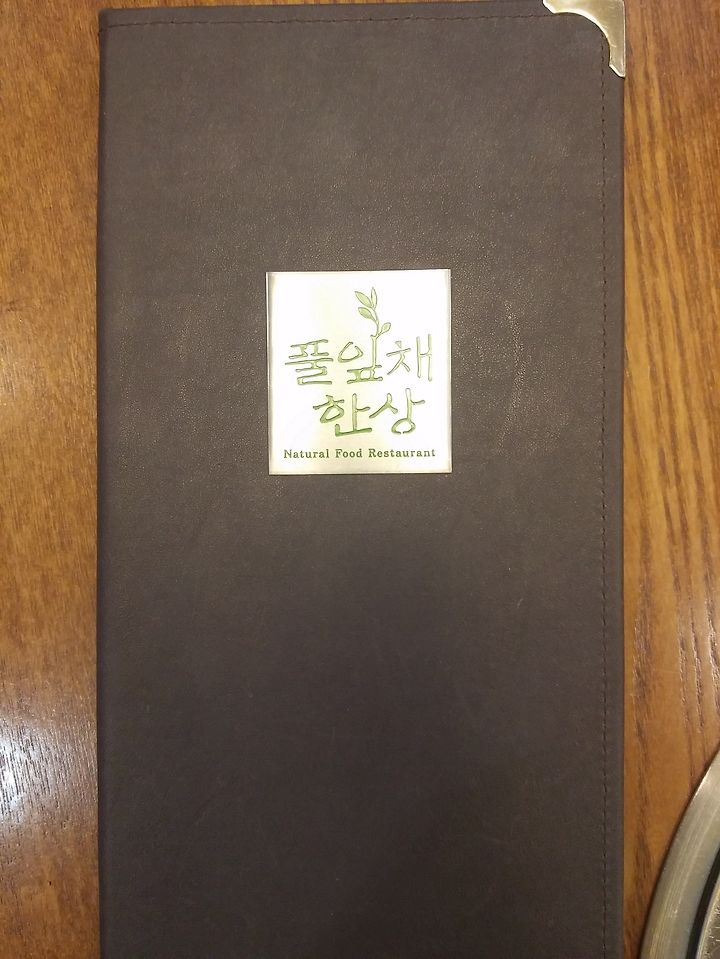 풀잎채
한상
Natural Food Restaurant